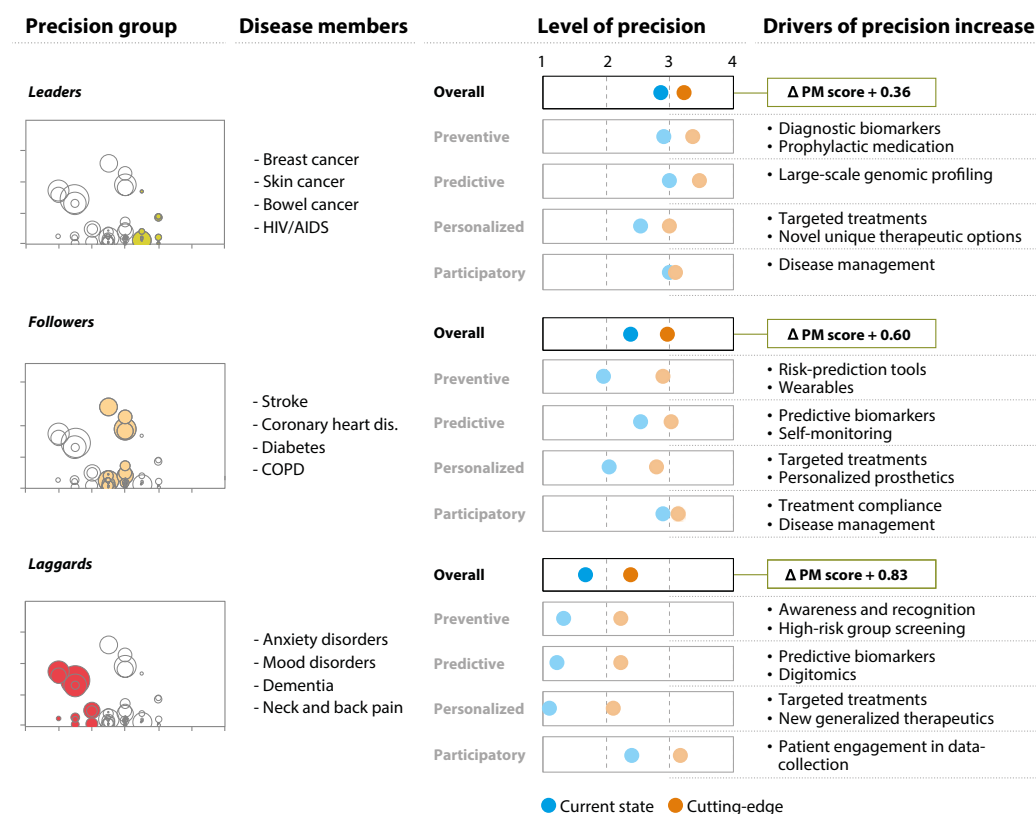 Precision group
Disease members
Level of precision
Drivers of precision increase
1 2 3 4
Leaders
- Breast cancer
- Skin cancer
- Bowel cancer
- HIV/AIDS
Overall
Δ PM score + 0.36
Preventive
• Diagnostic biomarkers
• Prophylactic medication
Predictive
• Large-scale genomic profiling
Personalized
• Targeted treatments
• Novel unique therapeutic options
Participatory
• Disease management
Followers
- Stroke
- Coronary heart dis.
- Diabetes
- COPD
Overall
Δ PM score + 0.60
Preventive
• Risk-prediction tools
• Wearables
Predictive
• Predictive biomarkers
• Self-monitoring
Personalized
• Targeted treatments
• Personalized prosthetics
Participatory
• Treatment compliance
• Disease management
Laggards
- Anxiety disorders
- Mood disorders
- Dementia
- Neck and back pain
Overall
Δ PM score + 0.83
Preventive
• Awareness and recognition
• High-risk group screening
Predictive
• Predictive biomarkers
• Digitomics
Personalized
• Targeted treatments
• New generalized therapeutics
Participatory
• Patient engagement in data-
collection
Current state
Cutting-edge